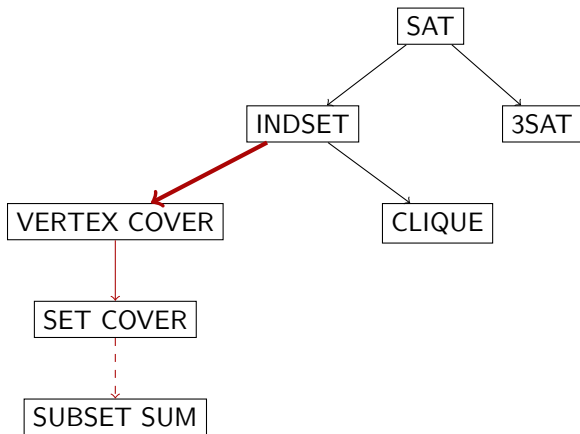 SAT
INDSET
3SAT
VERTEX COVER
CLIQUE
SET COVER
SUBSET SUM